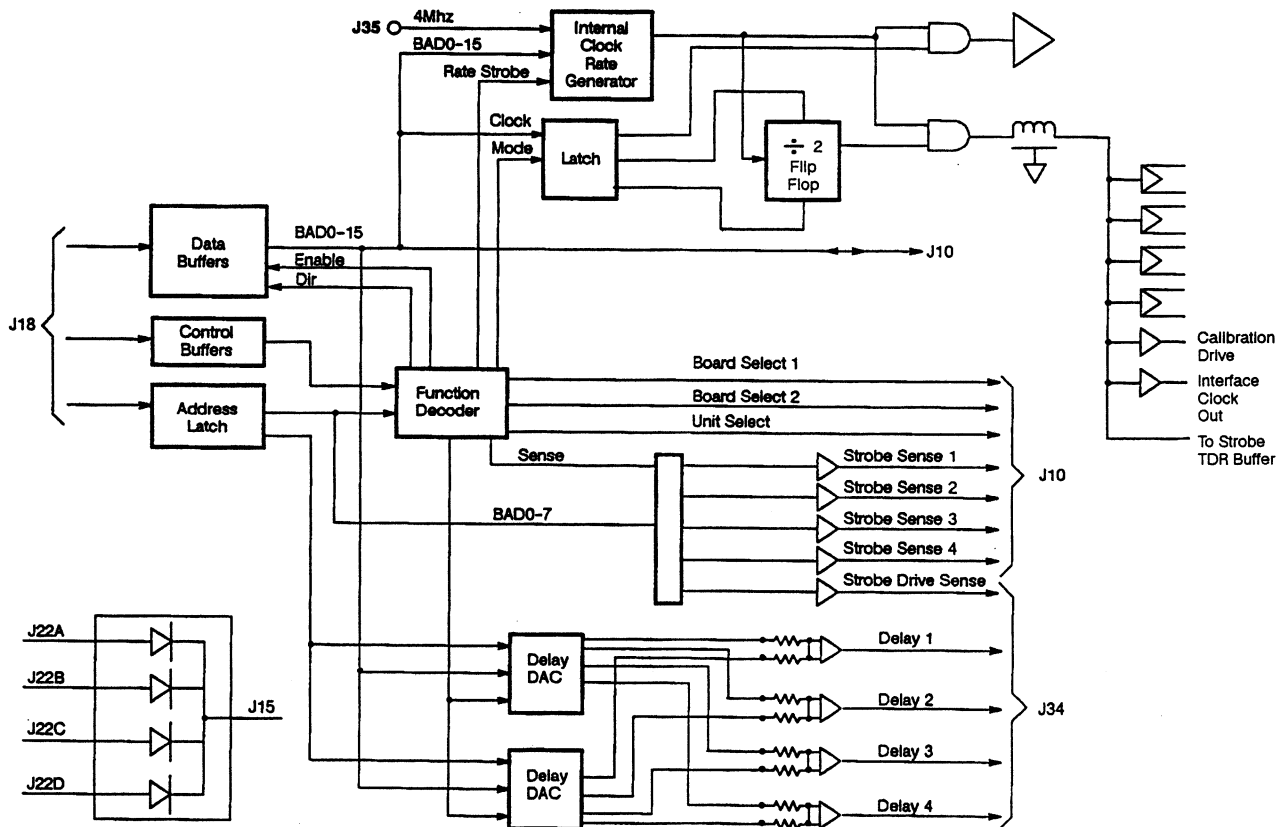 J35
4Mhz
BAD0-15
Rate Strobe
Internal
Clock
Rate
Generator
Clock
Mode
Latch
÷ 2
Flip
Flop
J18
Data
Buffers
BAD0-15
Enable
Dir
J10
Control
Buffers
Address
Latch
Function
Decoder
Board Select 1
Board Select 2
Unit Select
Sense
BAD0-7
Strobe Sense 1
Strobe Sense 2
Strobe Sense 3
Strobe Sense 4
Strobe Drive Sense
J10
Calibration
Drive
Interface
Clock
Out
To Strobe
TDR Buffer
J22A
J22B
J22C
J22D
J15
Delay
DAC
Delay
DAC
Delay 1
Delay 2
Delay 3
Delay 4
J34